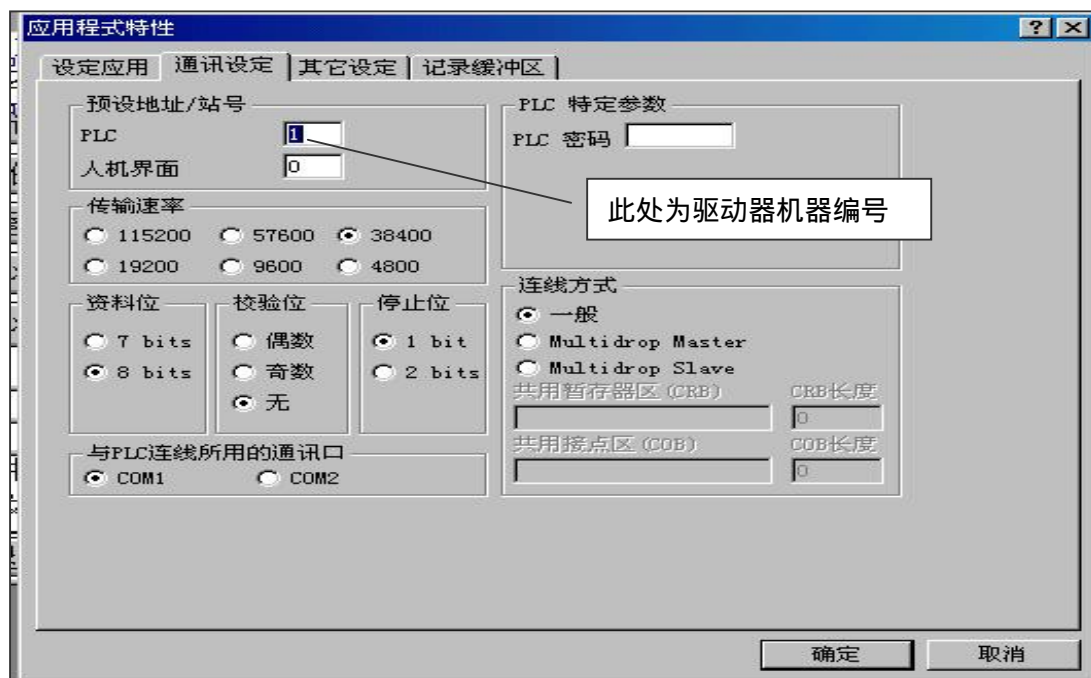 应用程式特性
设定应用 通讯设定 其它设定 记录缓冲区
预设地址/站号
PLC 1
人机界面 0
传输速率
115200 57600 38400
19200 9600 4800
资料位
7 bits
8 bits
校验位
偶数
奇数
无
停止位
1 bit
2 bits
与PLC连线所用的通讯口
COM1 COM2
PLC 特定参数
PLC 密码
此处为驱动器机器编号
连线方式
一般
Multidrop Master
Multidrop Slave
共用暂存器区(CRB) CRB长度
0
共用接点区(COB) COB长度
0
确定 取消